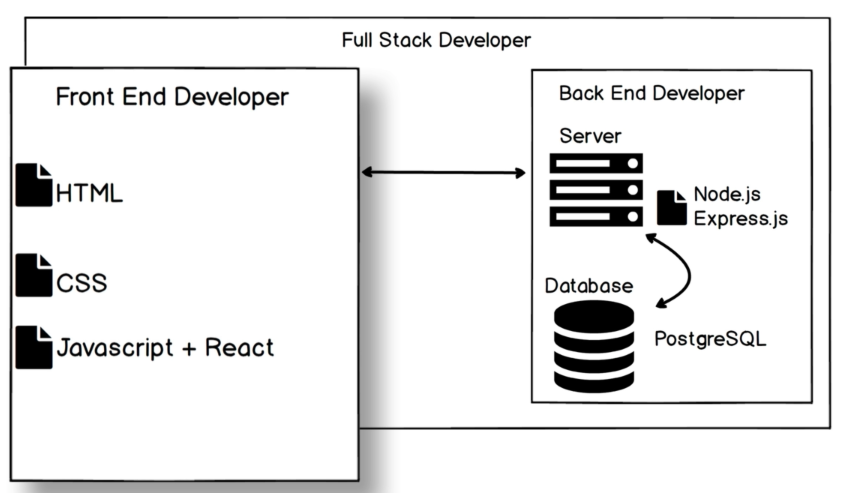 Full Stack Developer
Front End Developer
HTML
CSS
Javascript + React
Back End Developer
Server
Node.js
Express.js
Database
PostgreSQL